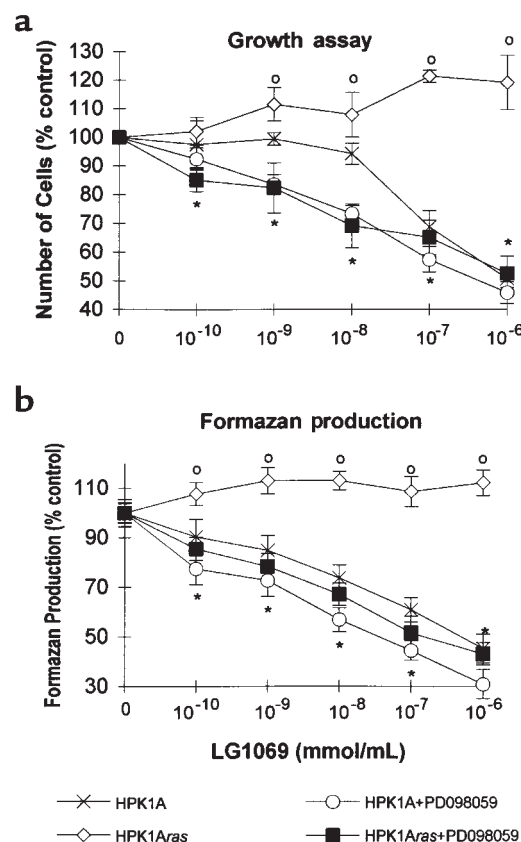 a
Growth assay
Number of Cells (% control)
130
120
110
100
90
80
70
60
50
40
0 10-10 10-9 10-8 10-7 10-6
o o o o
* * * * *
b
Formazan production
Formazan Production (% control)
110
90
70
50
30
o o o o o
* * * * *
0 10-10 10-9 10-8 10-7 10-6
LG1069 (mmol/mL)
HPK1A
HPK1A+PD098059
HPK1Aras
HPK1Aras+PD098059